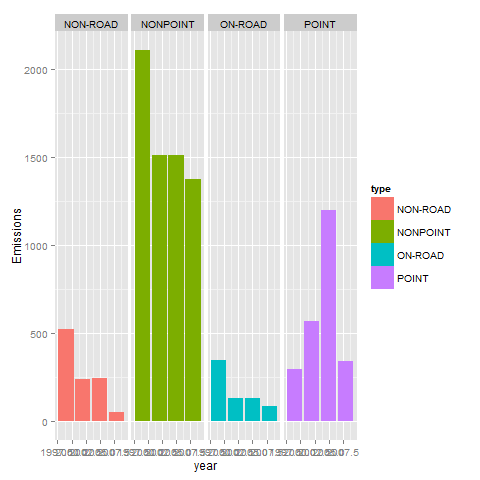 NON-ROAD NONPOINT ON-ROAD POINT
2000
1500
1000
500
0
Emissions
year
type
NON-ROAD
NONPOINT
ON-ROAD
POINT